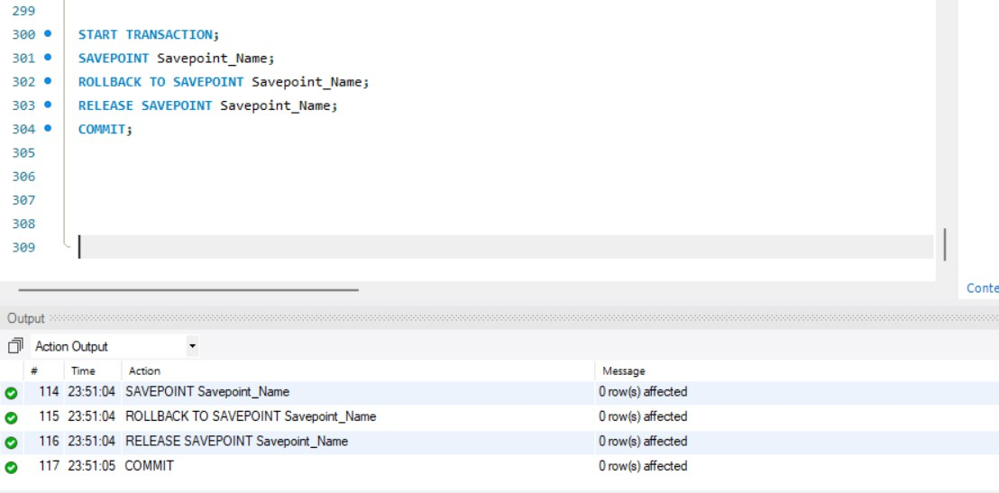 299
300 START TRANSACTION;
301 SAVEPOINT Savepoint_Name;
302 ROLLBACK TO SAVEPOINT Savepoint_Name;
303 RELEASE SAVEPOINT Savepoint_Name;
304 COMMIT;
305
306
307
308
309
Conte
Output
Action Output
# Time Action Message
114 23:51:04 SAVEPOINT Savepoint_Name 0 row(s) affected
115 23:51:04 ROLLBACK TO SAVEPOINT Savepoint_Name 0 row(s) affected
116 23:51:04 RELEASE SAVEPOINT Savepoint_Name 0 row(s) affected
117 23:51:05 COMMIT 0 row(s) affected